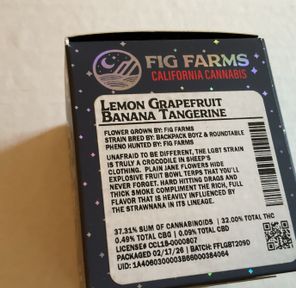 FIG FARMS
CALIFORNIA CANNABIS
LEMON GRAPEFRUIT
BANANA TANGERINE
FLOWER GROWN BY: FIG FARMS
STRAIN BRED BY: BACKPACK BOYZ & ROUNDTABLE
PHENO HUNTED BY: FIG FARMS
UNAFRAID TO BE DIFFERENT, THE LGBT STRAIN
IS TRULY A CROCODILE IN SHEEP'S
CLOTHING. PLAIN JANE FLOWERS HIDE
EXPLOSIVE FRUIT BOWL TERPS THAT YOU'LL
NEVER FORGET. HARD HITTING DRAGS AND
THICK SMOKE COMPLIMENT THE RICH, FULL
FLAVOR THAT IS HEAVILY INFLUENCED BY
THE STRAWNANA IN ITS LINEAGE.
37.31% SUM OF CANNABINOIDS | 32.00% TOTAL THC
0.49% TOTAL CBG | 0.09% TOTAL CBD
LICENSE# CCL18-0000807
PACKAGED 02/17/26 | BATCH: FFLGBT209D
UID: 1A4060300003B66000384064